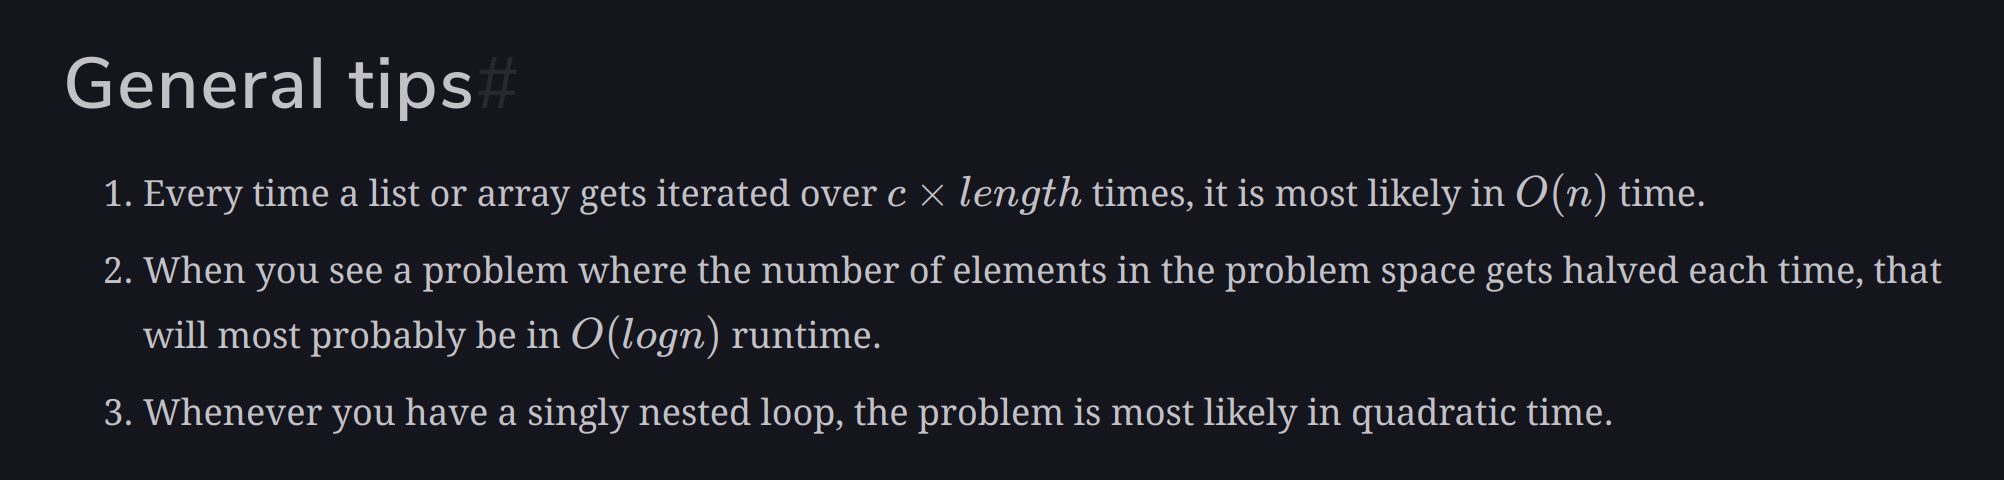 General tips#
1. Every time a list or array gets iterated over c × length times, it is most likely in O(n) time.
2. When you see a problem where the number of elements in the problem space gets halved each time, that
will most probably be in O(logn) runtime.
3. Whenever you have a singly nested loop, the problem is most likely in quadratic time.